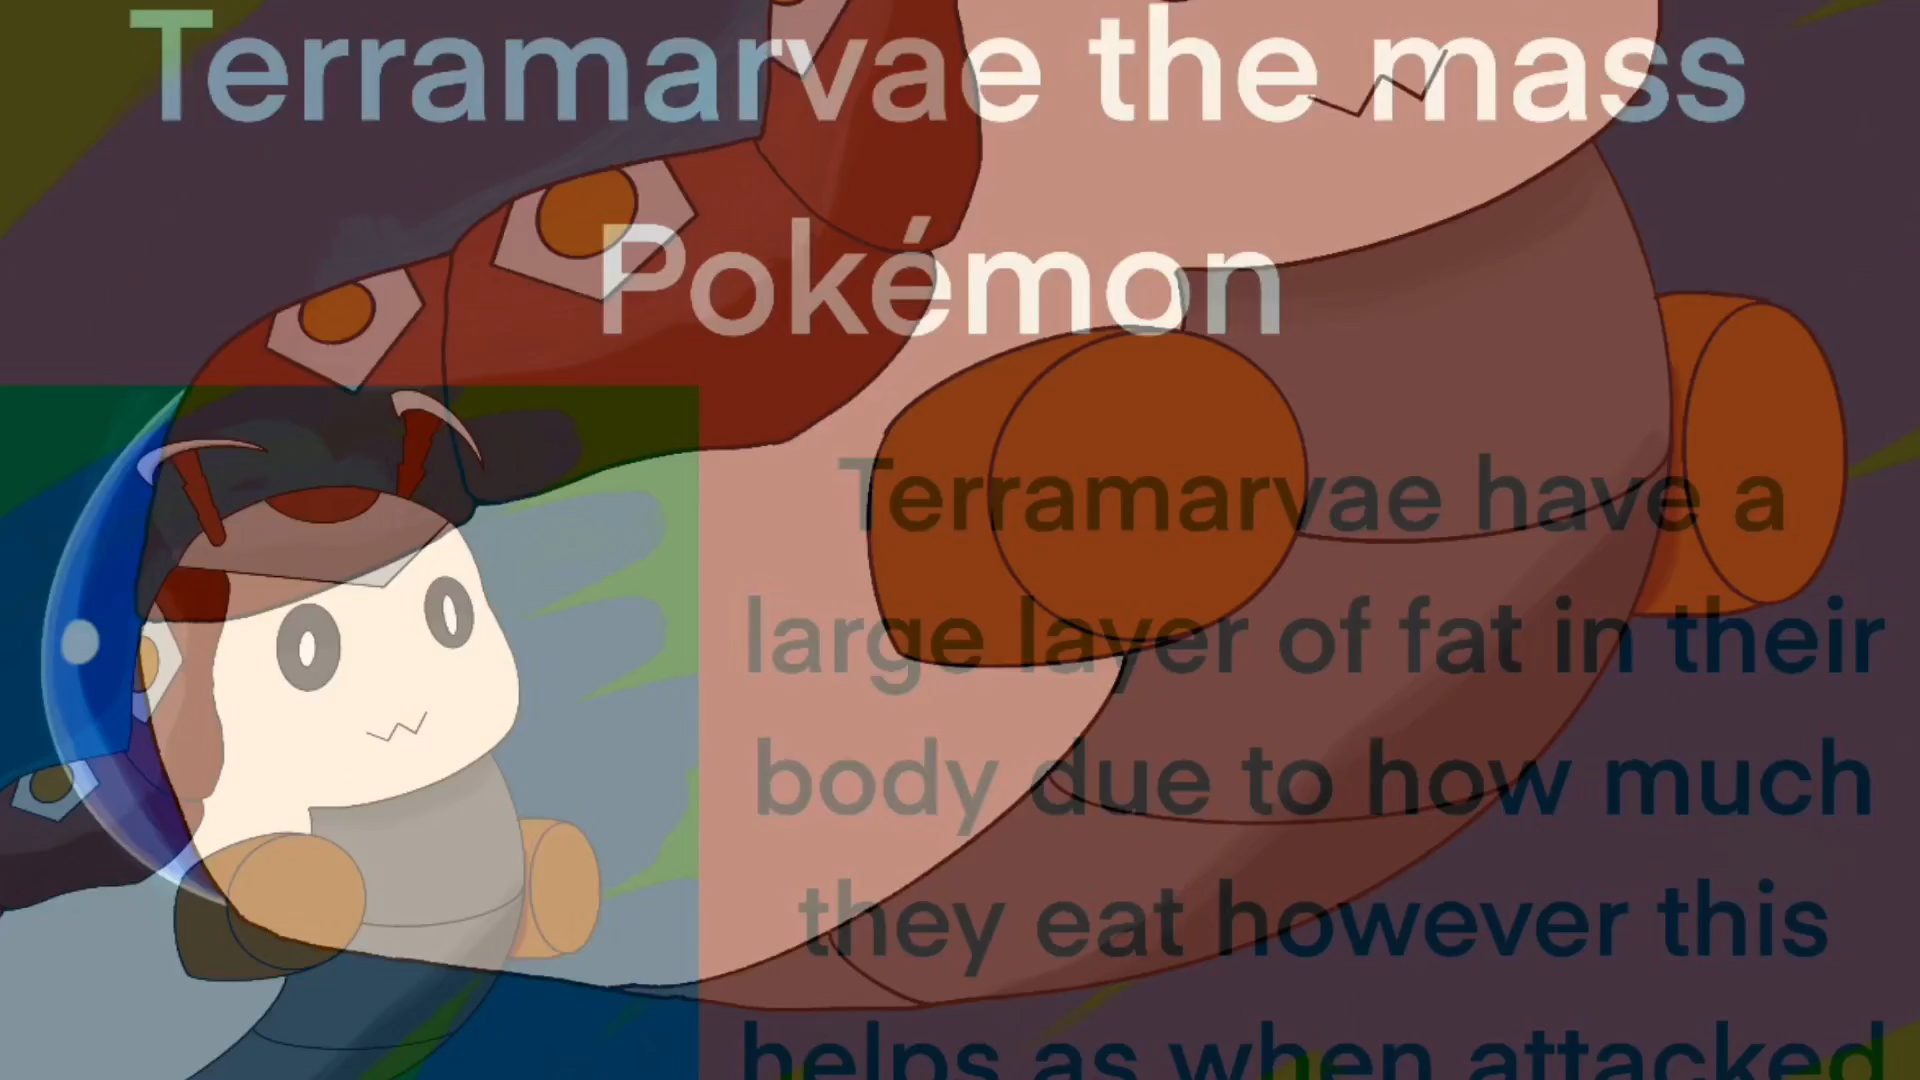 Terramarvae the mass
Pokémon
Terramarvae have a
large layer of fat in their
body due to how much
they eat however this
helps as when attacked